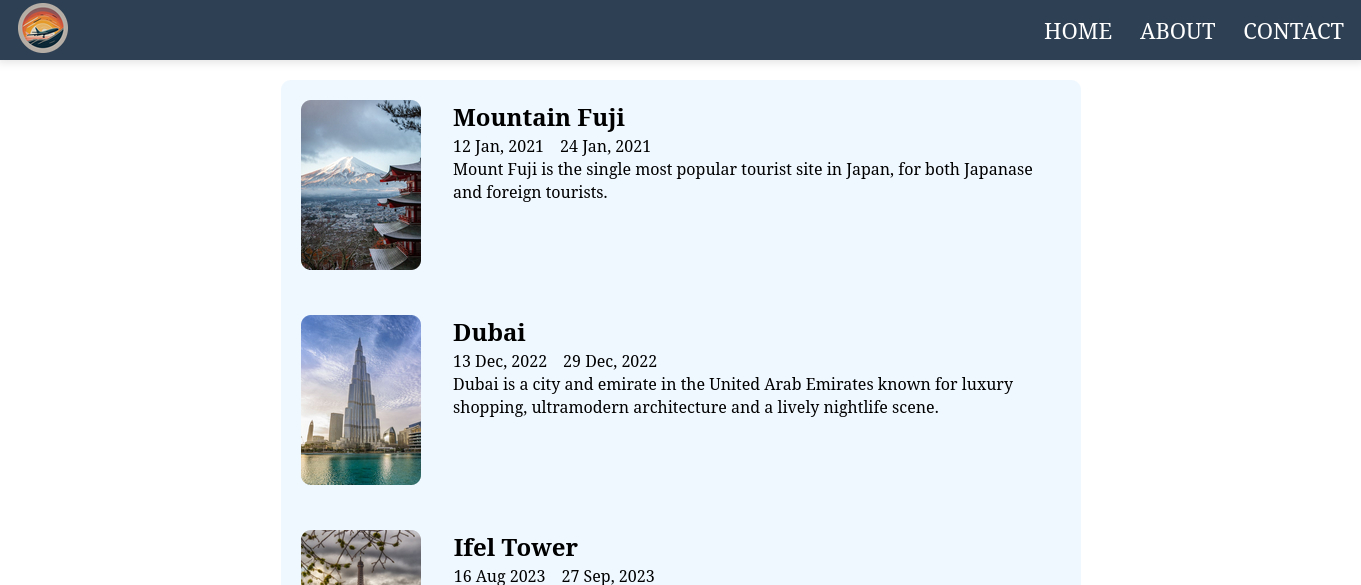 HOME ABOUT CONTACT
Mountain Fuji
12 Jan, 2021 24 Jan, 2021
Mount Fuji is the single most popular tourist site in Japan, for both Japanase
and foreign tourists.
Dubai
13 Dec, 2022 29 Dec, 2022
Dubai is a city and emirate in the United Arab Emirates known for luxury
shopping, ultramodern architecture and a lively nightlife scene.
Ifel Tower
16 Aug 2023 27 Sep, 2023